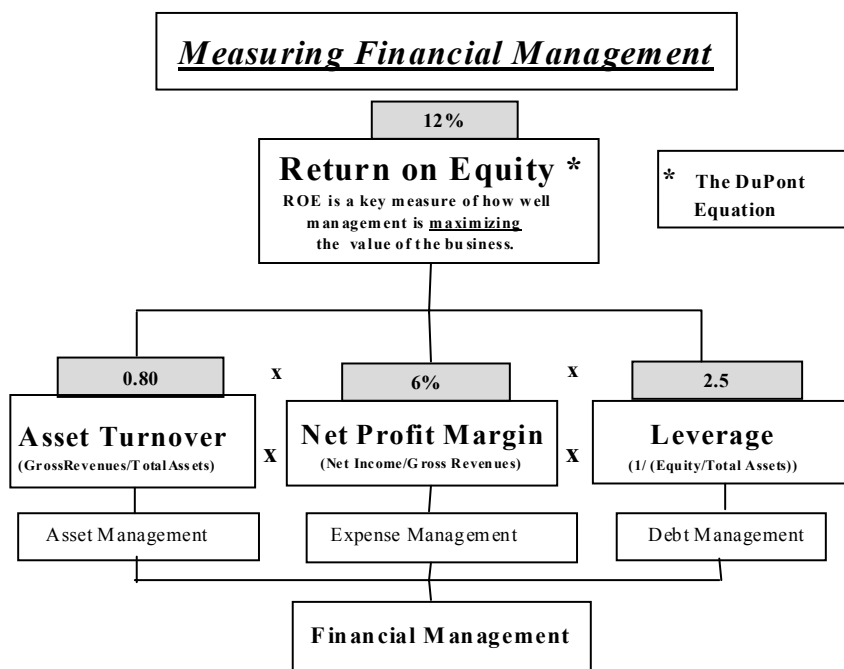 Measuring Financial Management
12%
Return on Equity *
ROE is a key measure of how well
management is maximizing
the value of the business.
* The DuPont
Equation
0.80
x
6%
x
2.5
Asset Turnover
(GrossRevenues/TotalAssets)
x
Net Profit Margin
(Net Income/Gross Revenues)
x
Leverage
(1/ (Equity/Total Assets))
Asset Management
Expense Management
Debt Management
Financial Management